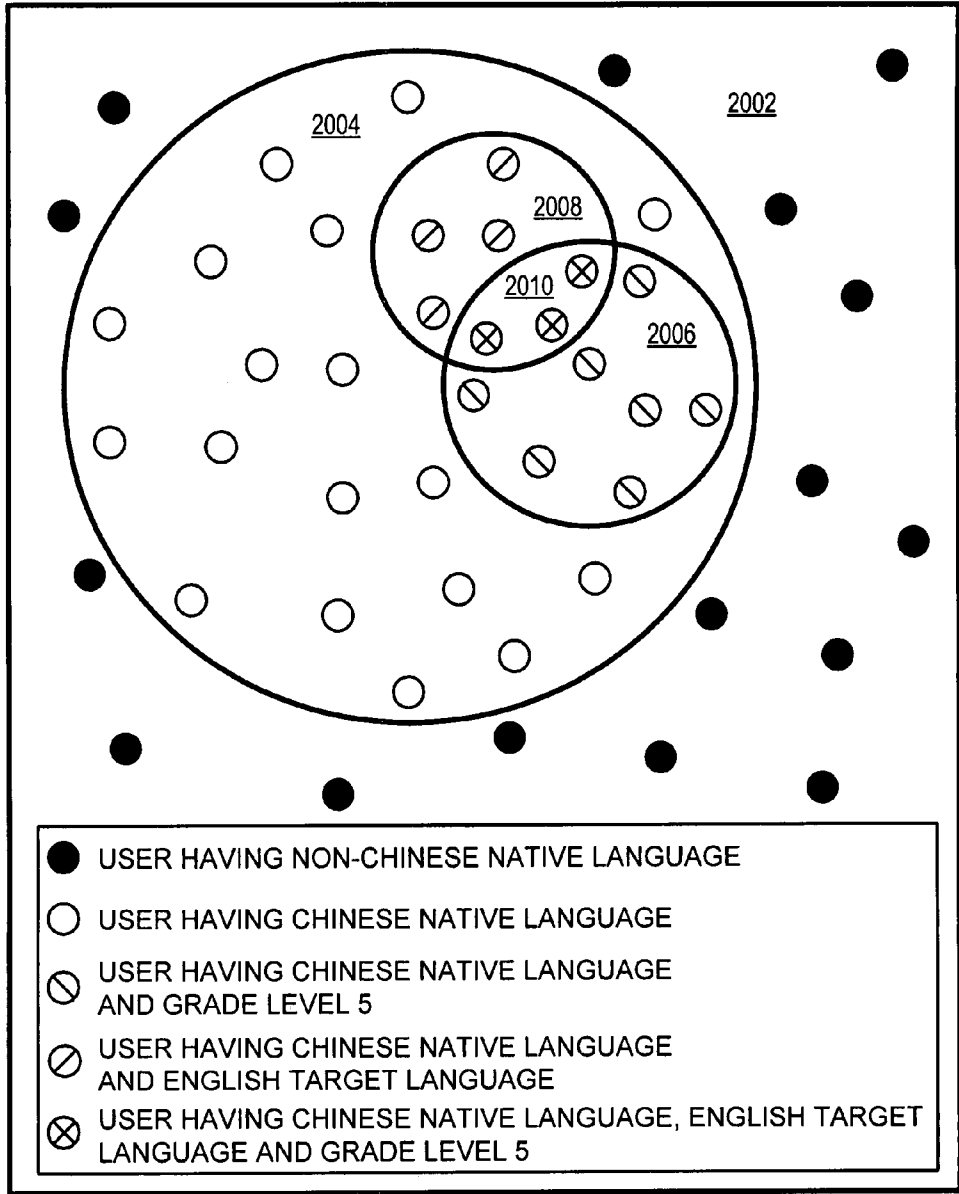 2002
2004
2008
2010
2006
USER HAVING NON-CHINESE NATIVE LANGUAGE
USER HAVING CHINESE NATIVE LANGUAGE
USER HAVING CHINESE NATIVE LANGUAGE
AND GRADE LEVEL 5
USER HAVING CHINESE NATIVE LANGUAGE
AND ENGLISH TARGET LANGUAGE
USER HAVING CHINESE NATIVE LANGUAGE, ENGLISH TARGET
LANGUAGE AND GRADE LEVEL 5